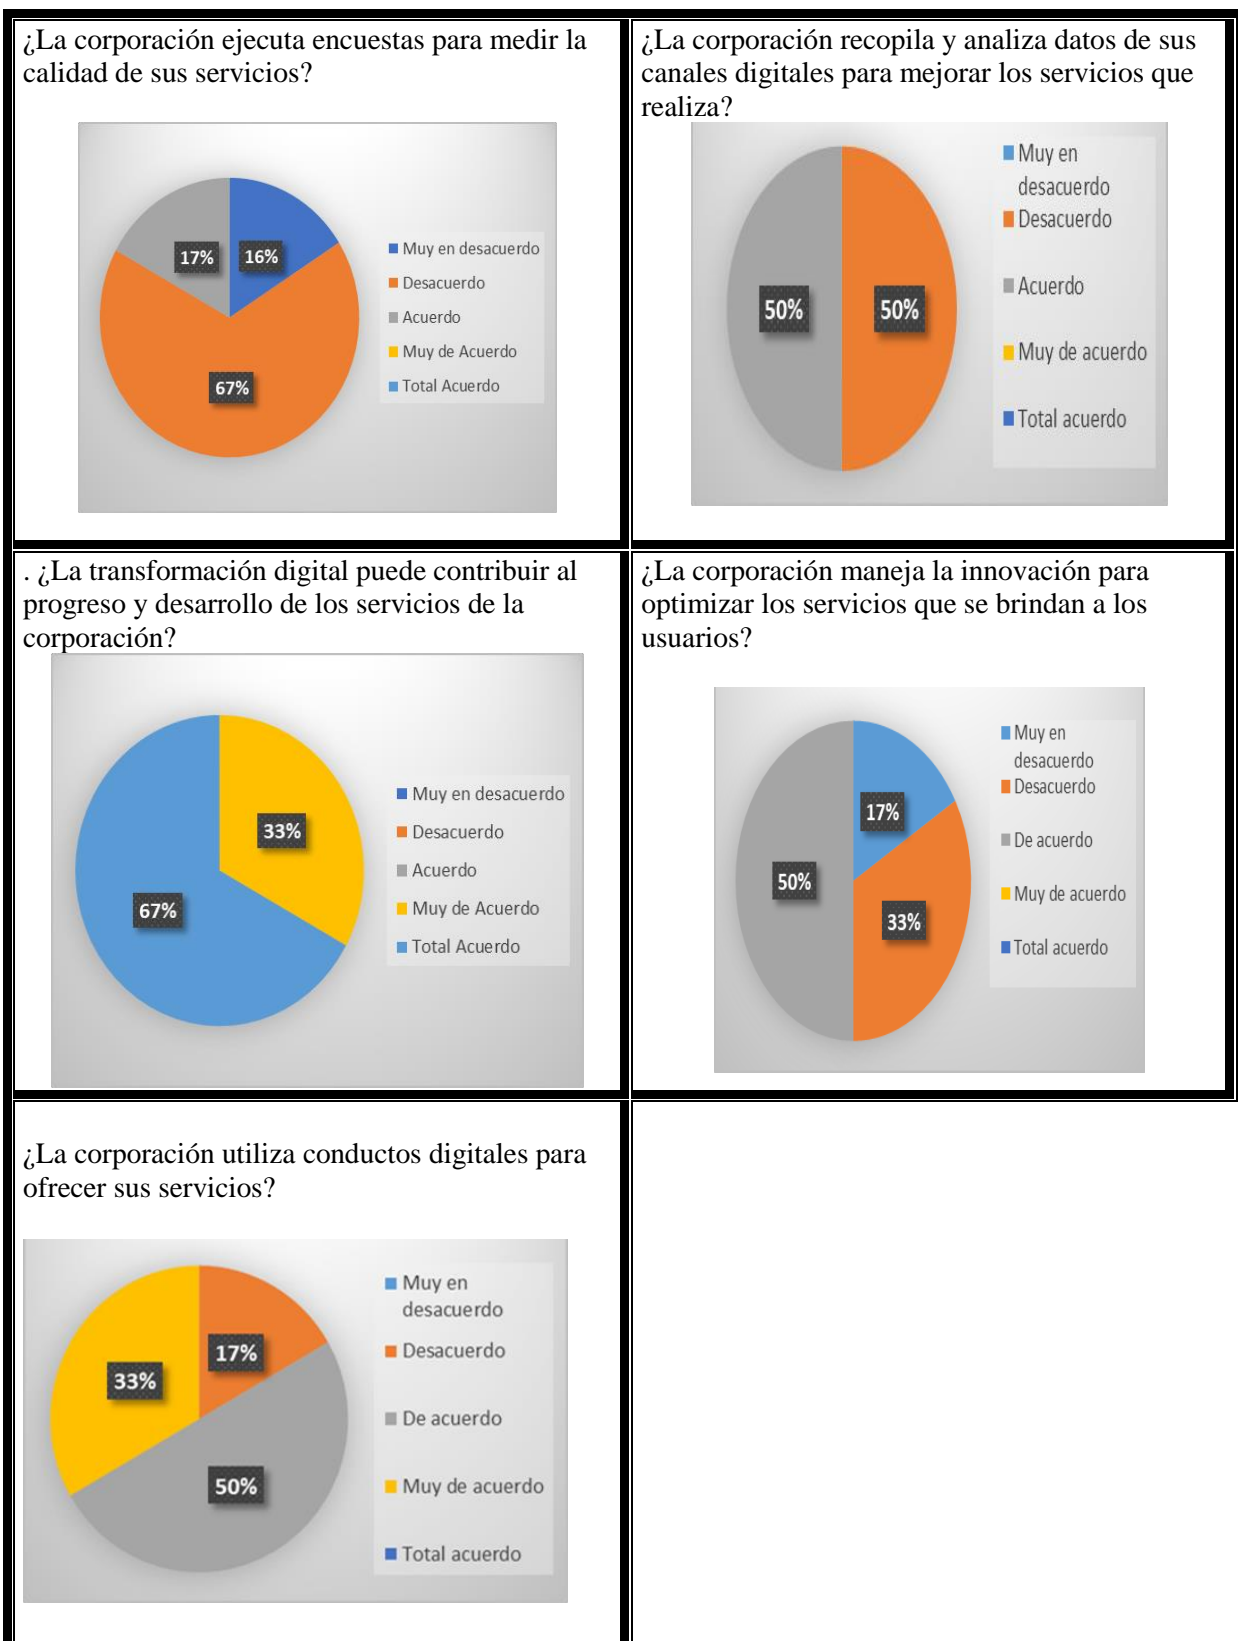 ¿La corporación ejecuta encuestas para medir la
calidad de sus servicios?
17%
16%
67%
Muy en desacuerdo
Desacuerdo
Acuerdo
Muy de Acuerdo
Total Acuerdo
¿La corporación recopila y analiza datos de sus
canales digitales para mejorar los servicios que
realiza?
50%
50%
Muy en
desacuerdo
Desacuerdo
Acuerdo
Muy de acuerdo
Total acuerdo
. ¿La transformación digital puede contribuir al
progreso y desarrollo de los servicios de la
corporación?
33%
67%
Muy en desacuerdo
Desacuerdo
Acuerdo
Muy de Acuerdo
Total Acuerdo
¿La corporación maneja la innovación para
optimizar los servicios que se brindan a los
usuarios?
17%
50%
33%
Muy en
desacuerdo
Desacuerdo
De acuerdo
Muy de acuerdo
Total acuerdo
¿La corporación utiliza conductos digitales para
ofrecer sus servicios?
17%
33%
50%
Muy en
desacuerdo
Desacuerdo
De acuerdo
Muy de acuerdo
Total acuerdo